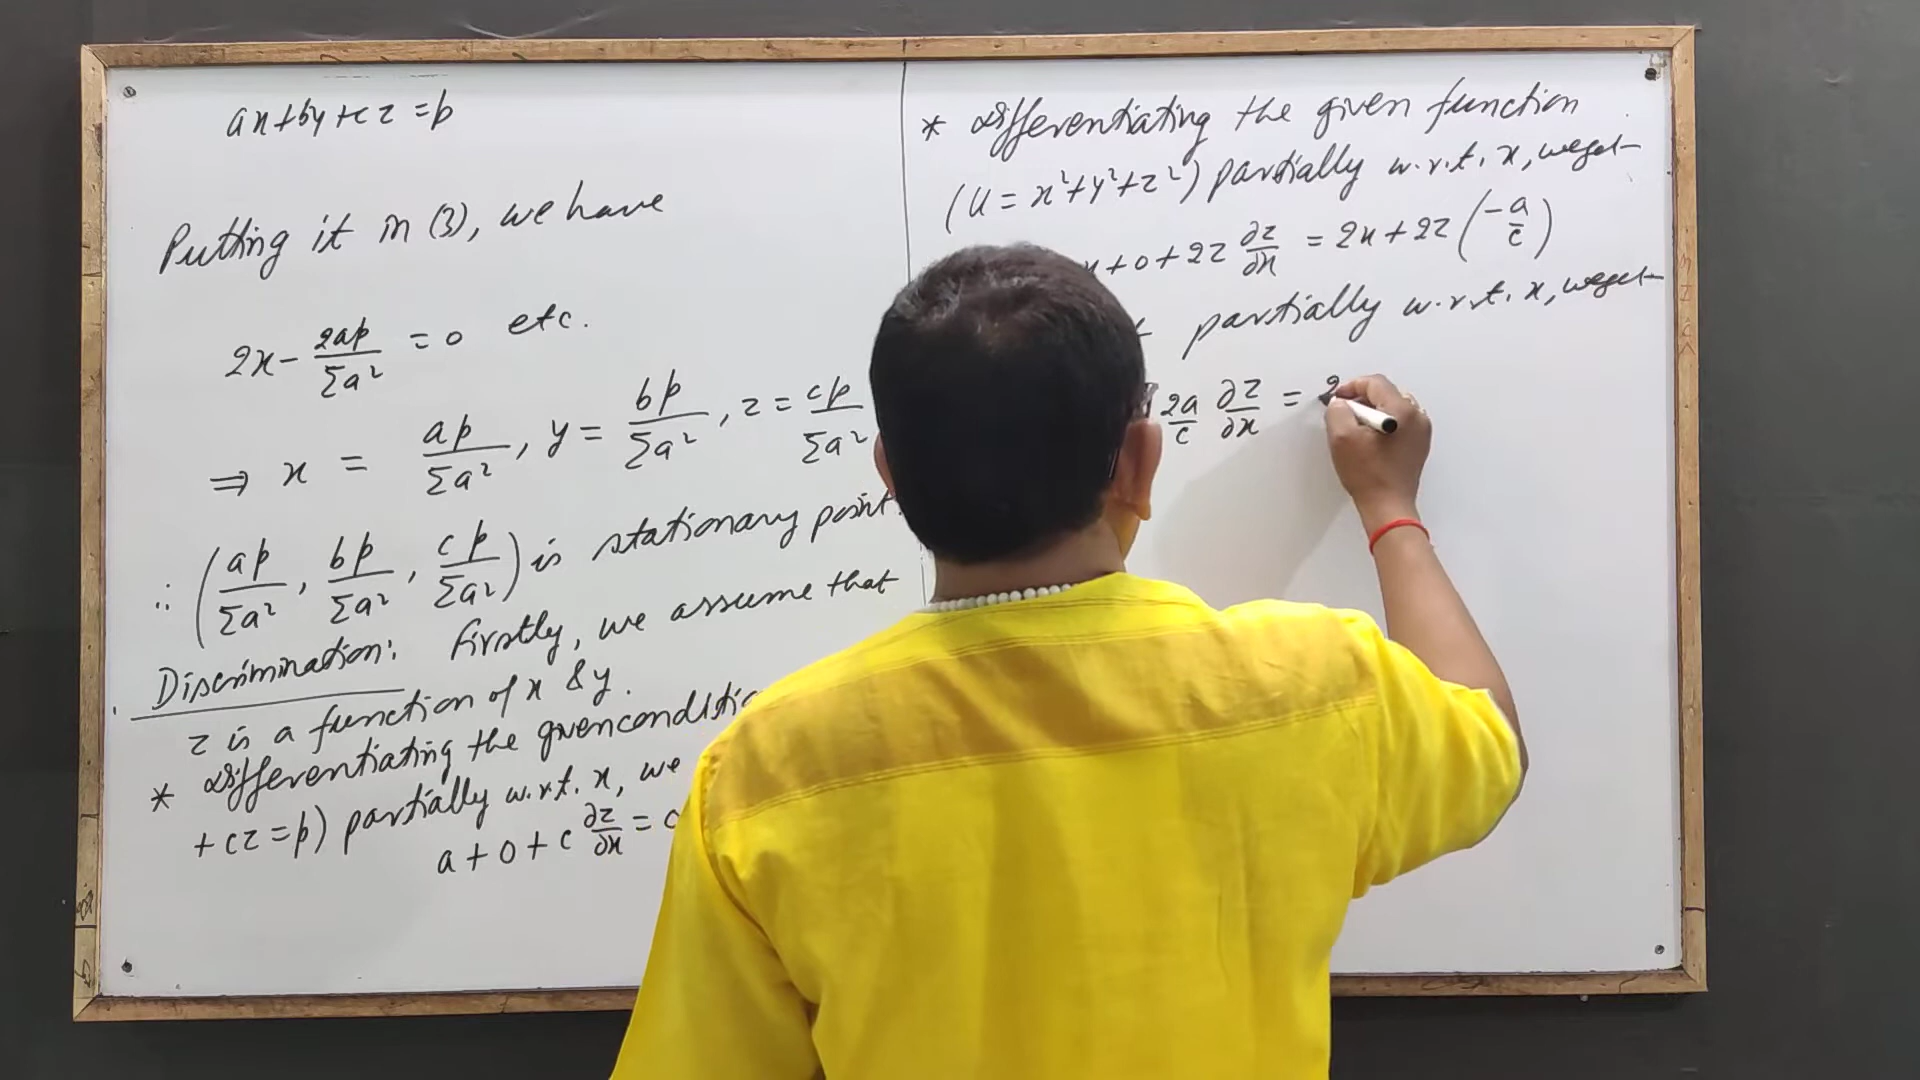 ax+by+cz=p
Putting it in (3), we have
2x - 2ap/Σa² = 0 etc.
⇒ x = ap/Σa², y = bp/Σa², z = cp/Σa²
∴ (ap/Σa², bp/Σa², cp/Σa²) is stationary point.
Discrimination: Firstly, we assume that
z is a function of x & y.
* Differentiating the given
+cz=p) partially w.r.t. x, we
a + 0 + c ∂z/∂x =
* Differentiating the given function
(U = x²+y²+z²) partially w.r.t. x, we get
+ 0 + 2z ∂z/∂x = 2x + 2z (-a/c)
partially w.r.t. x, we get
2a/c ∂z/∂x = 2